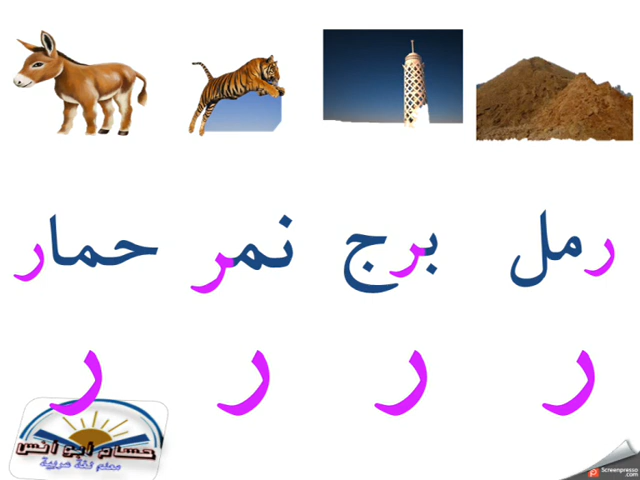 رمل برج نمر حمار
ر ر ر ر
حسام ابو انس
معلم لغة عربية
Screenpresso